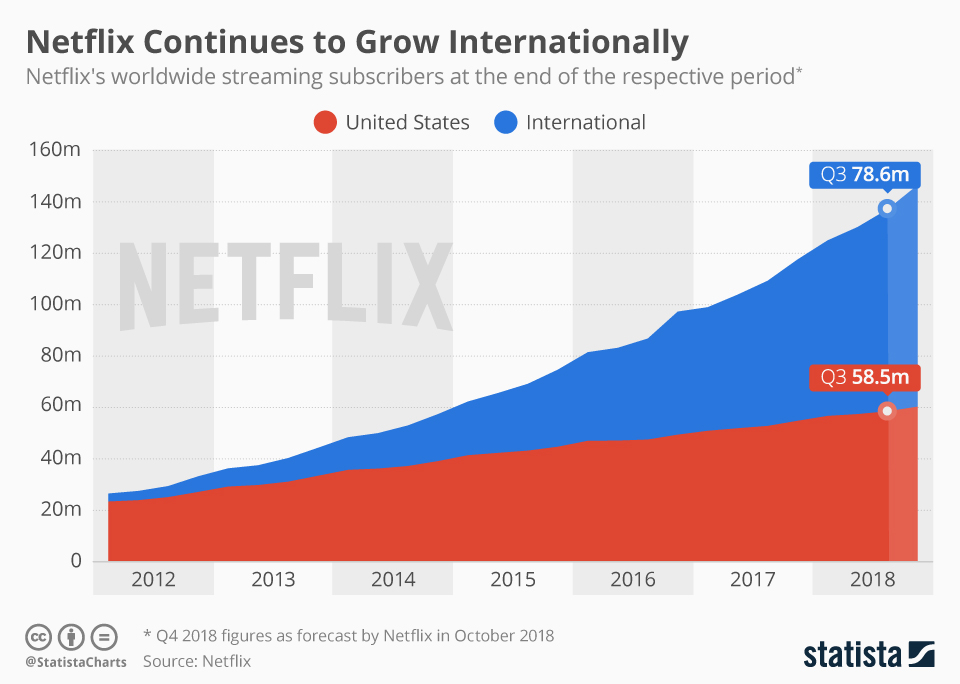 Netflix Continues to Grow Internationally
Netflix's worldwide streaming subscribers at the end of the respective period*
United States International
160m
140m
120m
100m
80m
60m
40m
20m
0
NETFLIX
Q3 78.6m
Q3 58.5m
2012 2013 2014 2015 2016 2017 2018
* Q4 2018 figures as forecast by Netflix in October 2018
@StatistaCharts Source: Netflix
cc =
statista